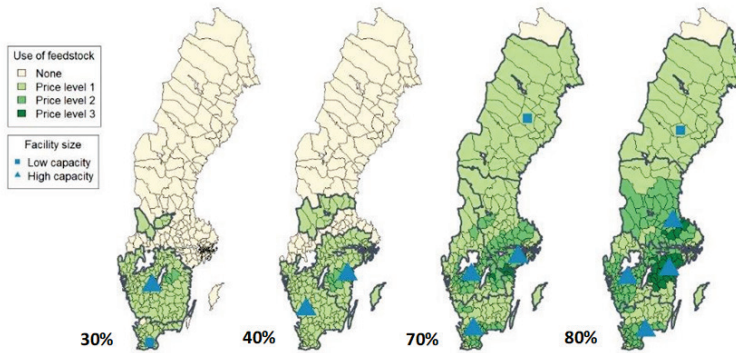 Use of feedstock
None
Price level 1
Price level 2
Price level 3
Facility size
Low capacity
High capacity
30%
40%
70%
80%